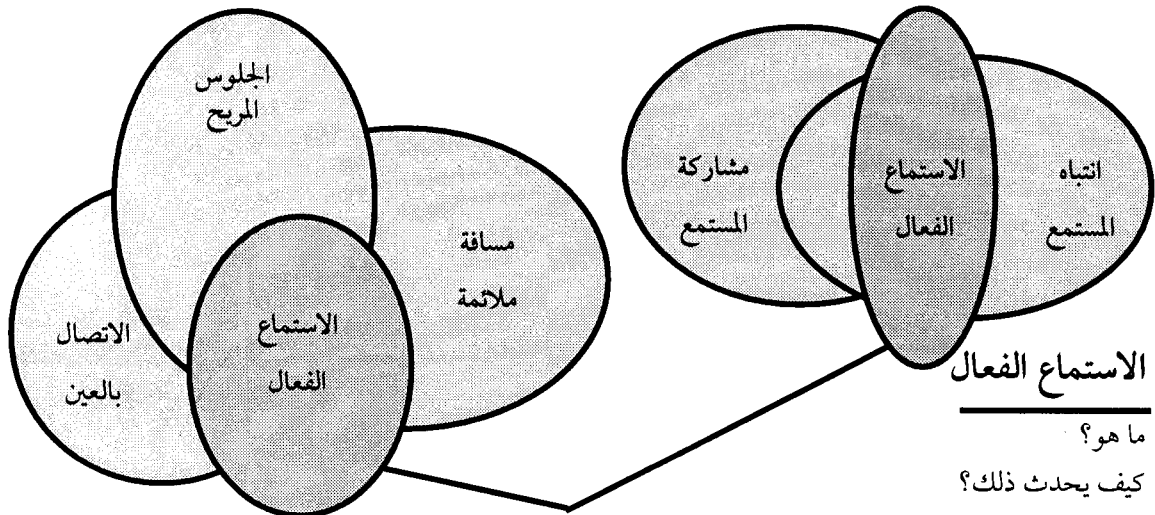 انتباه
المستمع
الاستماع
الفعال
مشاركة
المستمع
الاستماع الفعال
ما هو؟
كيف يحدث ذلك؟
الجلوس
المريح
مسافة
ملائمة
الاستماع
الفعال
الاتصال
بالعين